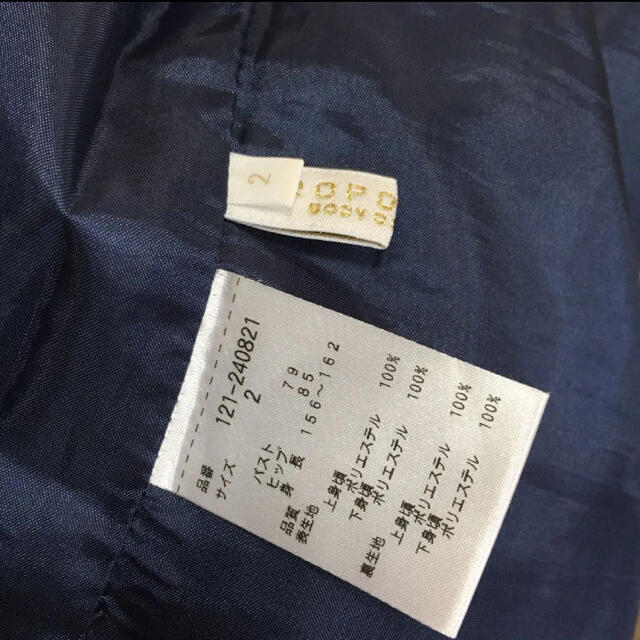 2
BODY
品番 121-240821
サイズ 2
バスト 79
ヒップ 85
身長 156～162
品質
表生地 上身頃 ポリエステル 100%
下身頃 ポリエステル 100%
裏生地 上身頃 ポリエステル 100%
下身頃 ポリエステル 100%